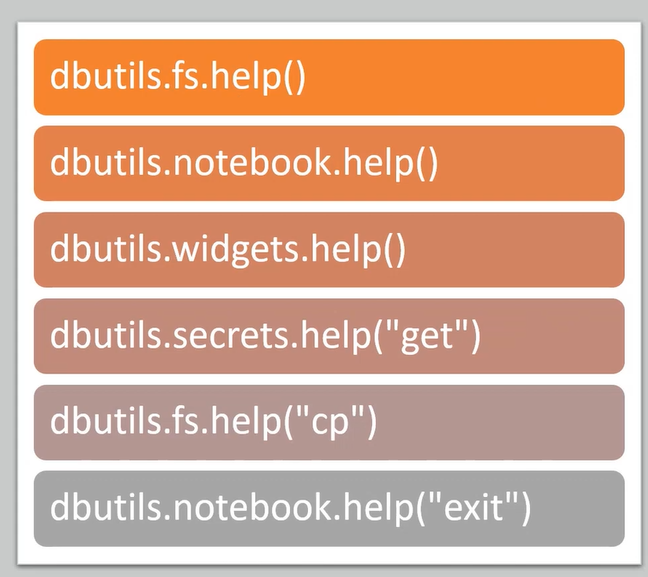 dbutils.fs.help()
dbutils.notebook.help()
dbutils.widgets.help()
dbutils.secrets.help("get")
dbutils.fs.help("cp")
dbutils.notebook.help("exit")